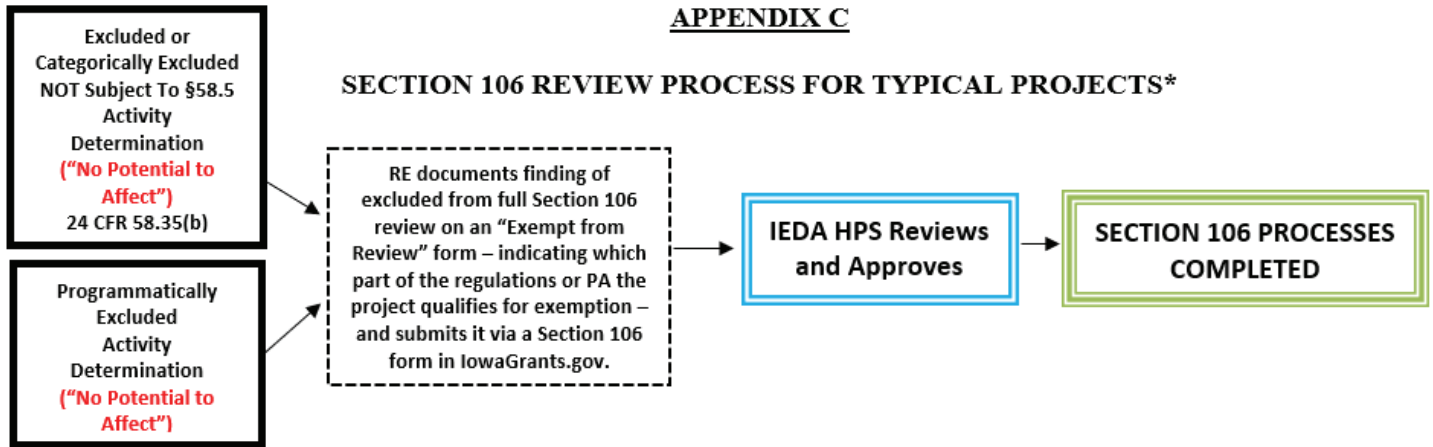 APPENDIX C
SECTION 106 REVIEW PROCESS FOR TYPICAL PROJECTS*
Excluded or
Categorically Excluded
NOT Subject To §58.5
Activity
Determination
(“No Potential to
Affect”)
24 CFR 58.35(b)
Programmatically
Excluded
Activity
Determination
(“No Potential to
Affect”)
RE documents finding of
excluded from full Section 106
review on an “Exempt from
Review” form – indicating which
part of the regulations or PA the
project qualifies for exemption –
and submits it via a Section 106
form in IowaGrants.gov.
IEDA HPS Reviews
and Approves
SECTION 106 PROCESSES
COMPLETED